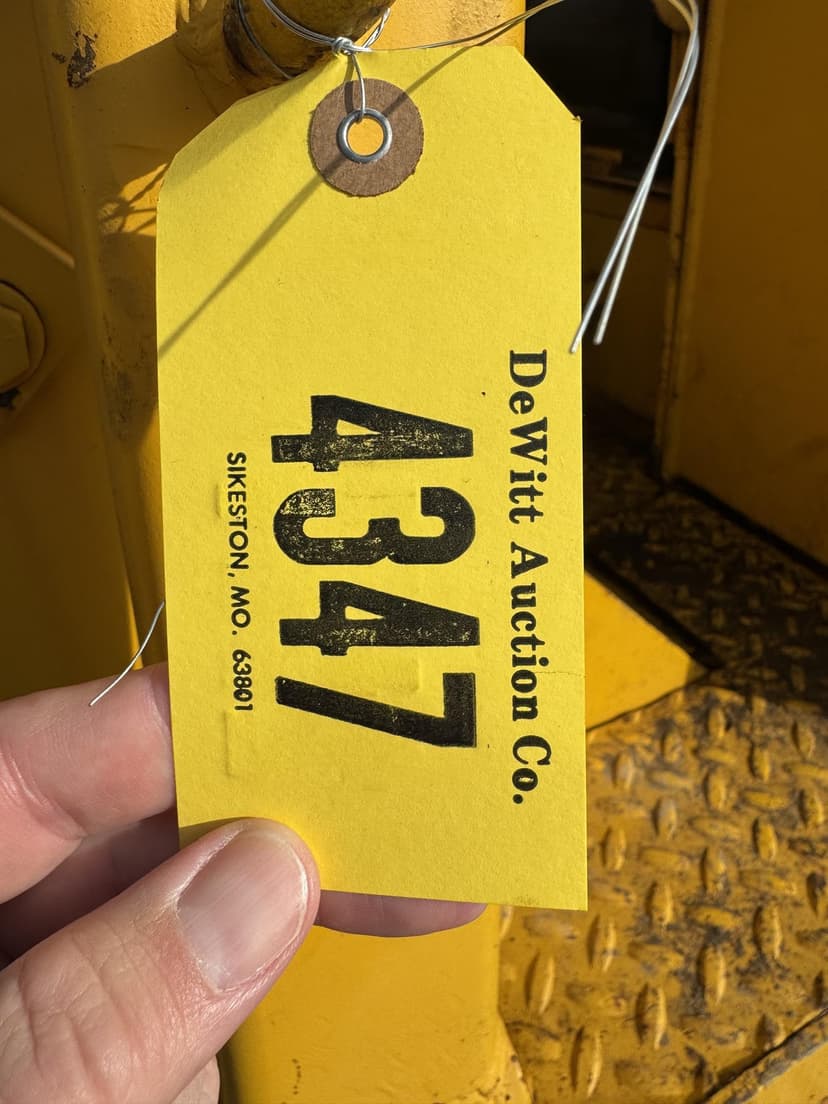 DeWitt Auction Co.
4347
SIKESTON, MO. 63801